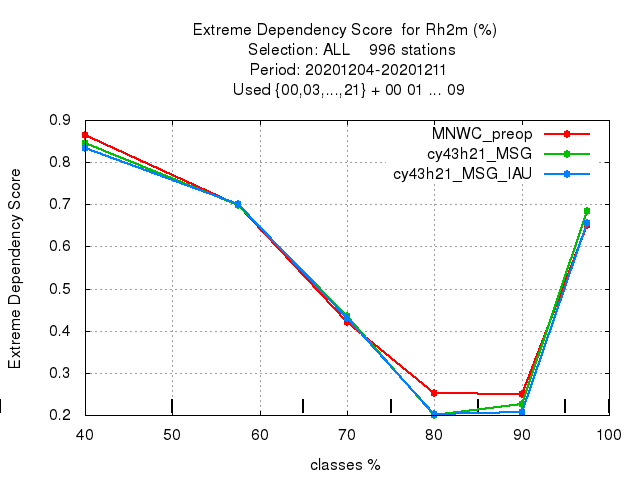 Extreme Dependency Score  for Rh2m (%)
Selection: ALL    996 stations
Period: 20201204-20201211
Used {00,03,...,21} + 00 01 ... 09
Extreme Dependency Score
0.9
0.8
0.7
0.6
0.5
0.4
0.3
0.2
MNWC_preop
cy43h21_MSG
cy43h21_MSG_IAU
40 50 60 70 80 90 100
classes %